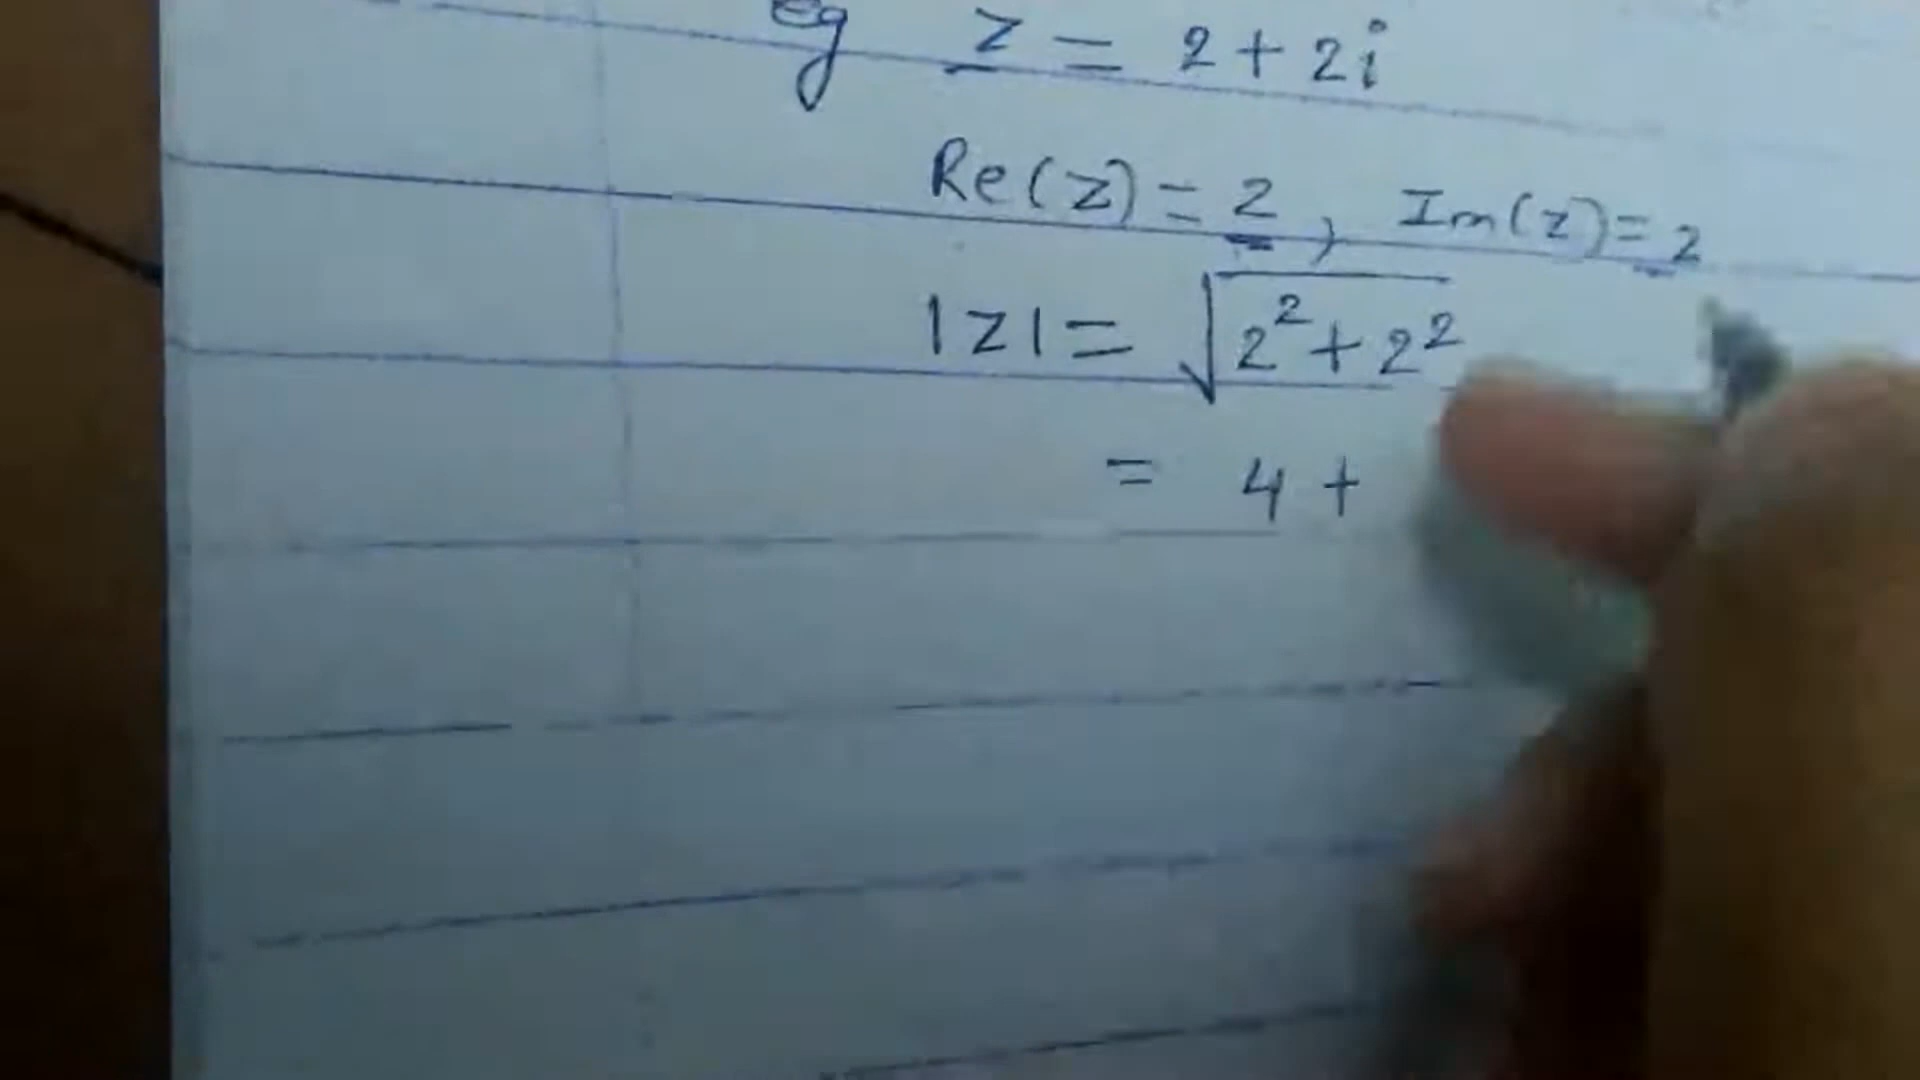 eg z = 2 + 2i
Re(z) = 2, Im(z) = 2
|z| = √2² + 2²
= 4 +